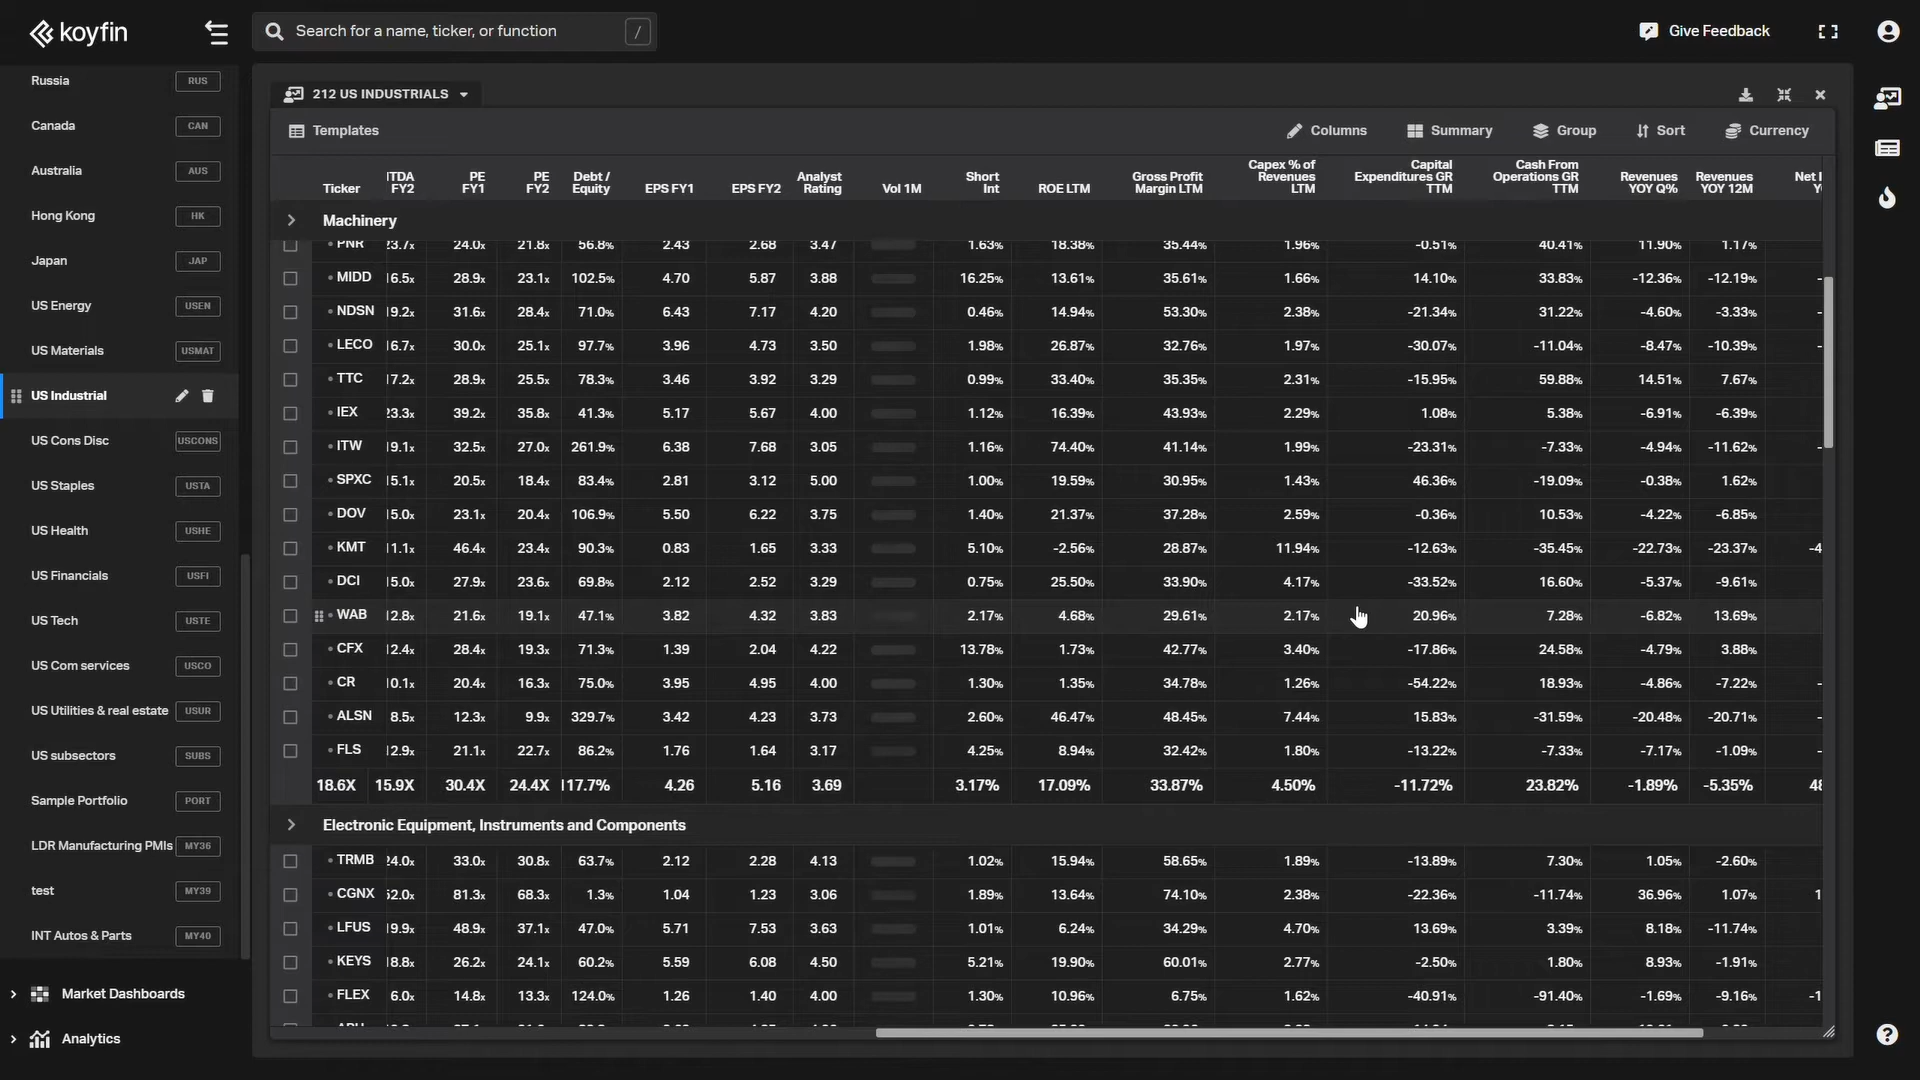 koyfin
Search for a name, ticker, or function /
Give Feedback
Russia RUS
Canada CAN
Australia AUS
Hong Kong HK
Japan JAP
US Energy USEN
US Materials USMAT
US Industrial
US Cons Disc USCONS
US Staples USTA
US Health USHE
US Financials USFI
US Tech USTE
US Com services USCO
US Utilities & real estate USUR
US subsectors SUBS
Sample Portfolio PORT
LDR Manufacturing PMIs MY36
test MY39
INT Autos & Parts MY40
Market Dashboards
Analytics
212 US INDUSTRIALS
Templates Columns Summary Group Sort Currency
Capex % of Capital Cash From
ITDA PE PE Debt / Analyst Short Gross Profit Revenues Expenditures GR Operations GR Revenues Revenues Net
Ticker FY2 FY1 FY2 Equity EPS FY1 EPS FY2 Rating Vol 1M Int ROE LTM Margin LTM LTM TTM TTM YOY Q% YOY 12M Y
Machinery
PNR 23.7x 24.0x 21.8x 56.8% 2.43 2.68 3.47 1.63% 18.38% 35.44% 1.96% -0.51% 40.41% 11.90% 1.17%
MIDD 16.5x 28.9x 23.1x 102.5% 4.70 5.87 3.88 16.25% 13.61% 35.61% 1.66% 14.10% 33.83% -12.36% -12.19% -
NDSN 19.2x 31.6x 28.4x 71.0% 6.43 7.17 4.20 0.46% 14.94% 53.30% 2.38% -21.34% 31.22% -4.60% -3.33% -
LECO 16.7x 30.0x 25.1x 97.7% 3.96 4.73 3.50 1.98% 26.87% 32.76% 1.97% -30.07% -11.04% -8.47% -10.39% -
TTC 17.2x 28.9x 25.5x 78.3% 3.46 3.92 3.29 0.99% 33.40% 35.35% 2.31% -15.95% 59.88% 14.51% 7.67%
IEX 23.3x 39.2x 35.8x 41.3% 5.17 5.67 4.00 1.12% 16.39% 43.93% 2.29% 1.08% 5.38% -6.91% -6.39% -
ITW 19.1x 32.5x 27.0x 261.9% 6.38 7.68 3.05 1.16% 74.40% 41.14% 1.99% -23.31% -7.33% -4.94% -11.62% -
SPXC 15.1x 20.5x 18.4x 83.4% 2.81 3.12 5.00 1.00% 19.59% 30.95% 1.43% 46.36% -19.09% -0.38% 1.62%
DOV 15.0x 23.1x 20.4x 106.9% 5.50 6.22 3.75 1.40% 21.37% 37.28% 2.59% -0.36% 10.53% -4.22% -6.85%
KMT 11.1x 46.4x 23.4x 90.3% 0.83 1.65 3.33 5.10% -2.56% 28.87% 11.94% -12.63% -35.45% -22.73% -23.37% -4
DCI 15.0x 27.9x 23.6x 69.8% 2.12 2.52 3.29 0.75% 25.50% 33.90% 4.17% -33.52% 16.60% -5.37% -9.61%
WAB 12.8x 21.6x 19.1x 47.1% 3.82 4.32 3.83 2.17% 4.68% 29.61% 2.17% 20.96% 7.28% -6.82% 13.69%
CFX 12.4x 28.4x 19.3x 71.3% 1.39 2.04 4.22 13.78% 1.73% 42.77% 3.40% -17.86% 24.58% -4.79% 3.88%
CR 10.1x 20.4x 16.3x 75.0% 3.95 4.95 4.00 1.30% 1.35% 34.78% 1.26% -54.22% 18.93% -4.86% -7.22%
ALSN 8.5x 12.3x 9.9x 329.7% 3.42 4.23 3.73 2.60% 46.47% 48.45% 7.44% 15.83% -31.59% -20.48% -20.71% -
FLS 12.9x 21.1x 22.7x 86.2% 1.76 1.64 3.17 4.25% 8.94% 32.42% 1.80% -13.22% -7.33% -7.17% -1.09% -
18.6X 15.9X 30.4X 24.4X 117.7% 4.26 5.16 3.69 3.17% 17.09% 33.87% 4.50% -11.72% 23.82% -1.89% -5.35% 48
Electronic Equipment, Instruments and Components
TRMB 24.0x 33.0x 30.8x 63.7% 2.12 2.28 4.13 1.02% 15.94% 58.65% 1.89% -13.89% 7.30% 1.05% -2.60%
CGNX 52.0x 81.3x 68.3x 1.3% 1.04 1.23 3.06 1.89% 13.64% 74.10% 2.38% -22.36% -11.74% 36.96% 1.07% 1
LFUS 19.9x 48.9x 37.1x 47.0% 5.71 7.53 3.63 1.01% 6.24% 34.29% 4.70% 13.69% 3.39% 8.18% -11.74%
KEYS 18.8x 26.2x 24.1x 60.2% 5.59 6.08 4.50 5.21% 19.90% 60.01% 2.77% -2.50% 1.80% 8.93% -1.91%
FLEX 6.0x 14.8x 13.3x 124.0% 1.26 1.40 4.00 1.30% 10.96% 6.75% 1.62% -40.91% -91.40% -1.69% -9.16% -1